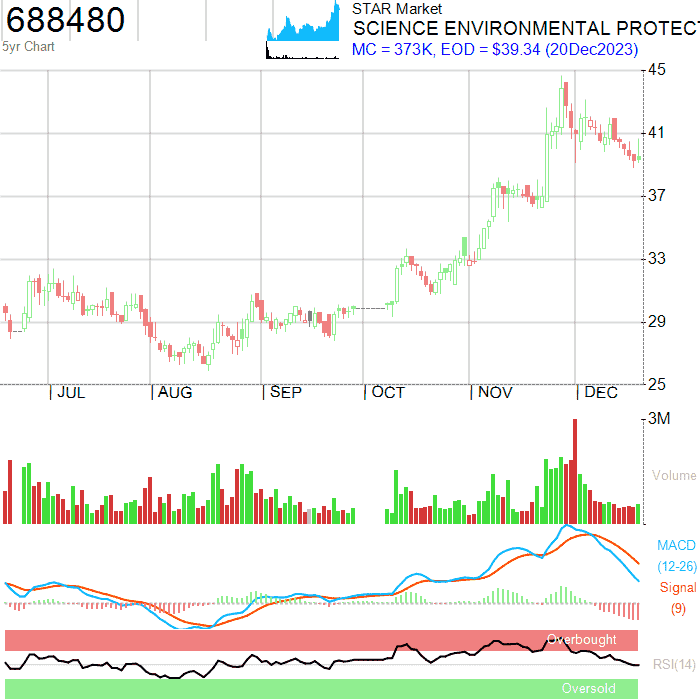 688480
5yr Chart
STAR Market
SCIENCE ENVIRONMENTAL PROTECT
MC = 373K, EOD = $39.34 (20Dec2023)
45
41
37
33
29
25
JUL AUG SEP OCT NOV DEC
3M
Volume
MACD
(12-26)
Signal
(9)
Overbought
RSI(14)
Oversold